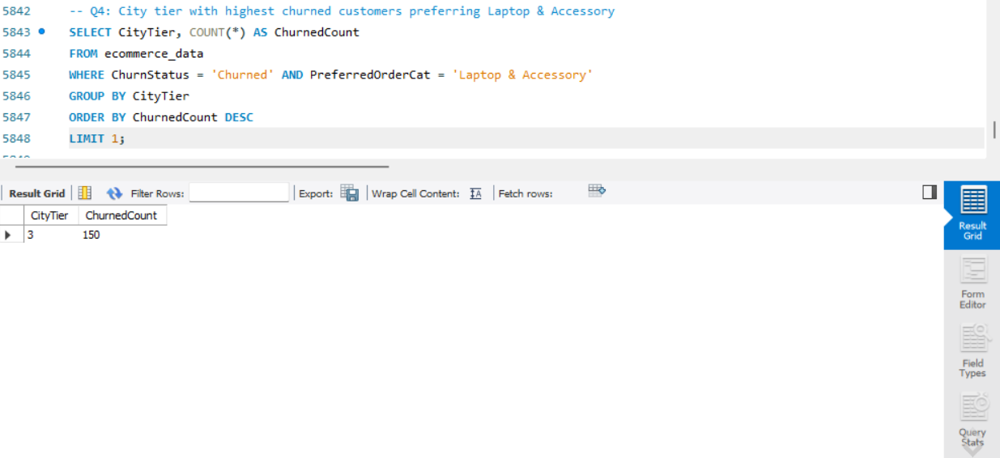 5842 -- Q4: City tier with highest churned customers preferring Laptop & Accessory
5843 SELECT CityTier, COUNT(*) AS ChurnedCount
5844 FROM ecommerce_data
5845 WHERE ChurnStatus = 'Churned' AND PreferredOrderCat = 'Laptop & Accessory'
5846 GROUP BY CityTier
5847 ORDER BY ChurnedCount DESC
5848 LIMIT 1;
Result Grid Filter Rows: Export: Wrap Cell Content: Fetch rows:
CityTier ChurnedCount
3 150
Result
Grid
Form
Editor
Field
Types
Query
Stats